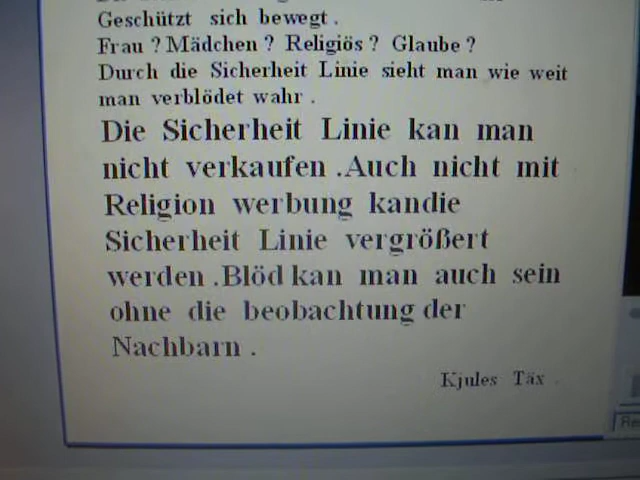 Geschützt sich bewegt .
Frau ? Mädchen ? Religiös ? Glaube ?
Durch die Sicherheit Linie sieht man wie weit
man verblödet wahr .
Die Sicherheit Linie kan man
nicht verkaufen .Auch nicht mit
Religion werbung kandie
Sicherheit Linie vergrößert
werden .Blöd kan man auch sein
ohne die beobachtung der
Nachbarn .
Kjules Täx